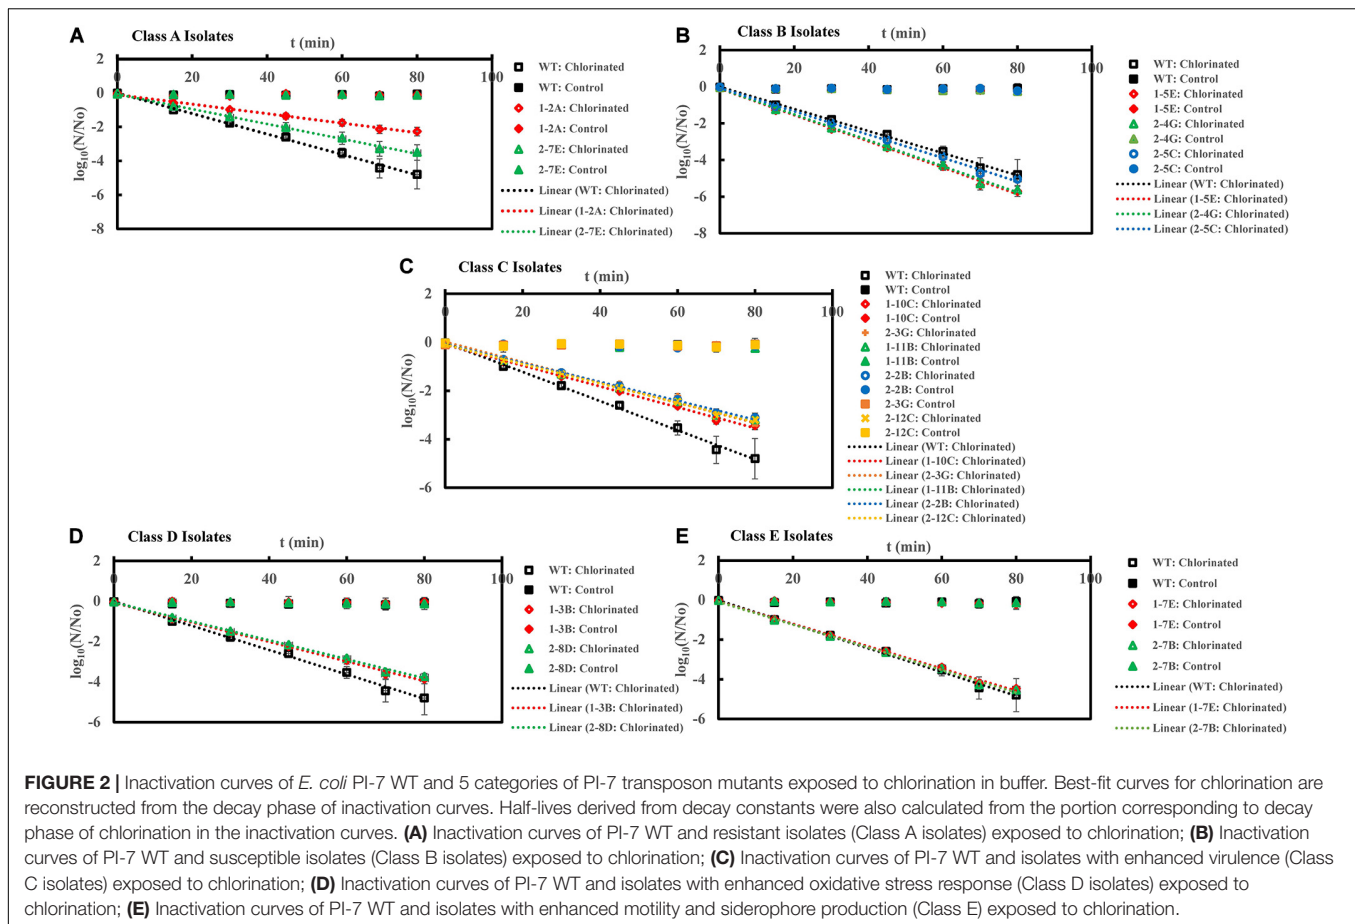 A
Class A Isolates
t (min)
2
0
-2
-4
-6
-8
0 20 40 60 80 100
log10(N/No)
WT: Chlorinated
WT: Control
1-2A: Chlorinated
1-2A: Control
2-7E: Chlorinated
2-7E: Control
Linear (WT: Chlorinated)
Linear (1-2A: Chlorinated)
Linear (2-7E: Chlorinated)
B
Class B Isolates
t (min)
2
0
-2
-4
-6
-8
0 20 40 60 80 100
log10(N/No)
WT: Chlorinated
WT: Control
1-5E: Chlorinated
1-5E: Control
2-4G: Chlorinated
2-4G: Control
2-5C: Chlorinated
2-5C: Control
Linear (WT: Chlorinated)
Linear (1-5E: Chlorinated)
Linear (2-4G: Chlorinated)
Linear (2-5C: Chlorinated)
C
Class C Isolates
t (min)
2
0
-2
-4
-6
0 20 40 60 80 100
log10(N/No)
WT: Chlorinated
WT: Control
1-10C: Chlorinated
1-10C: Control
2-3G: Chlorinated
1-11B: Chlorinated
1-11B: Control
2-2B: Chlorinated
2-2B: Control
2-3G: Control
2-12C: Chlorinated
2-12C: Control
Linear (WT: Chlorinated)
Linear (1-10C: Chlorinated)
Linear (2-3G: Chlorinated)
Linear (1-11B: Chlorinated)
Linear (2-2B: Chlorinated)
Linear (2-12C: Chlorinated)
D
Class D Isolates
t (min)
2
0
-2
-4
-6
0 20 40 60 80 100
log10(N/No)
WT: Chlorinated
WT: Control
1-3B: Chlorinated
1-3B: Control
2-8D: Chlorinated
2-8D: Control
Linear (WT: Chlorinated)
Linear (1-3B: Chlorinated)
Linear (2-8D: Chlorinated)
E
Class E Isolates
t (min)
2
0
-2
-4
-6
0 20 40 60 80 100
log10(N/No)
WT: Chlorinated
WT: Control
1-7E: Chlorinated
1-7E: Control
2-7B: Chlorinated
2-7B: Control
Linear (WT: Chlorinated)
Linear (1-7E: Chlorinated)
Linear (2-7B: Chlorinated)
FIGURE 2 | Inactivation curves of E. coli PI-7 WT and 5 categories of PI-7 transposon mutants exposed to chlorination in buffer. Best-fit curves for chlorination are
reconstructed from the decay phase of inactivation curves. Half-lives derived from decay constants were also calculated from the portion corresponding to decay
phase of chlorination in the inactivation curves. (A) Inactivation curves of PI-7 WT and resistant isolates (Class A isolates) exposed to chlorination; (B) Inactivation
curves of PI-7 WT and susceptible isolates (Class B isolates) exposed to chlorination; (C) Inactivation curves of PI-7 WT and isolates with enhanced virulence (Class
C isolates) exposed to chlorination; (D) Inactivation curves of PI-7 WT and isolates with enhanced oxidative stress response (Class D isolates) exposed to
chlorination; (E) Inactivation curves of PI-7 WT and isolates with enhanced motility and siderophore production (Class E) exposed to chlorination.